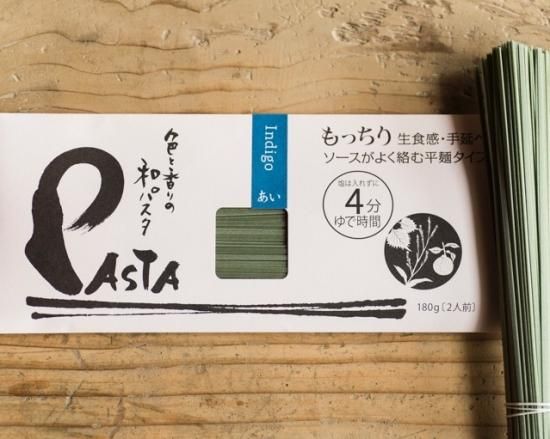 色と香りの
和パスタ
PASTA
Indigo
あい
もっちり 生食感・手延べ
ソースがよく絡む平麺タイプ
塩は入れずに
4分
ゆで時間
180g〔2人前〕